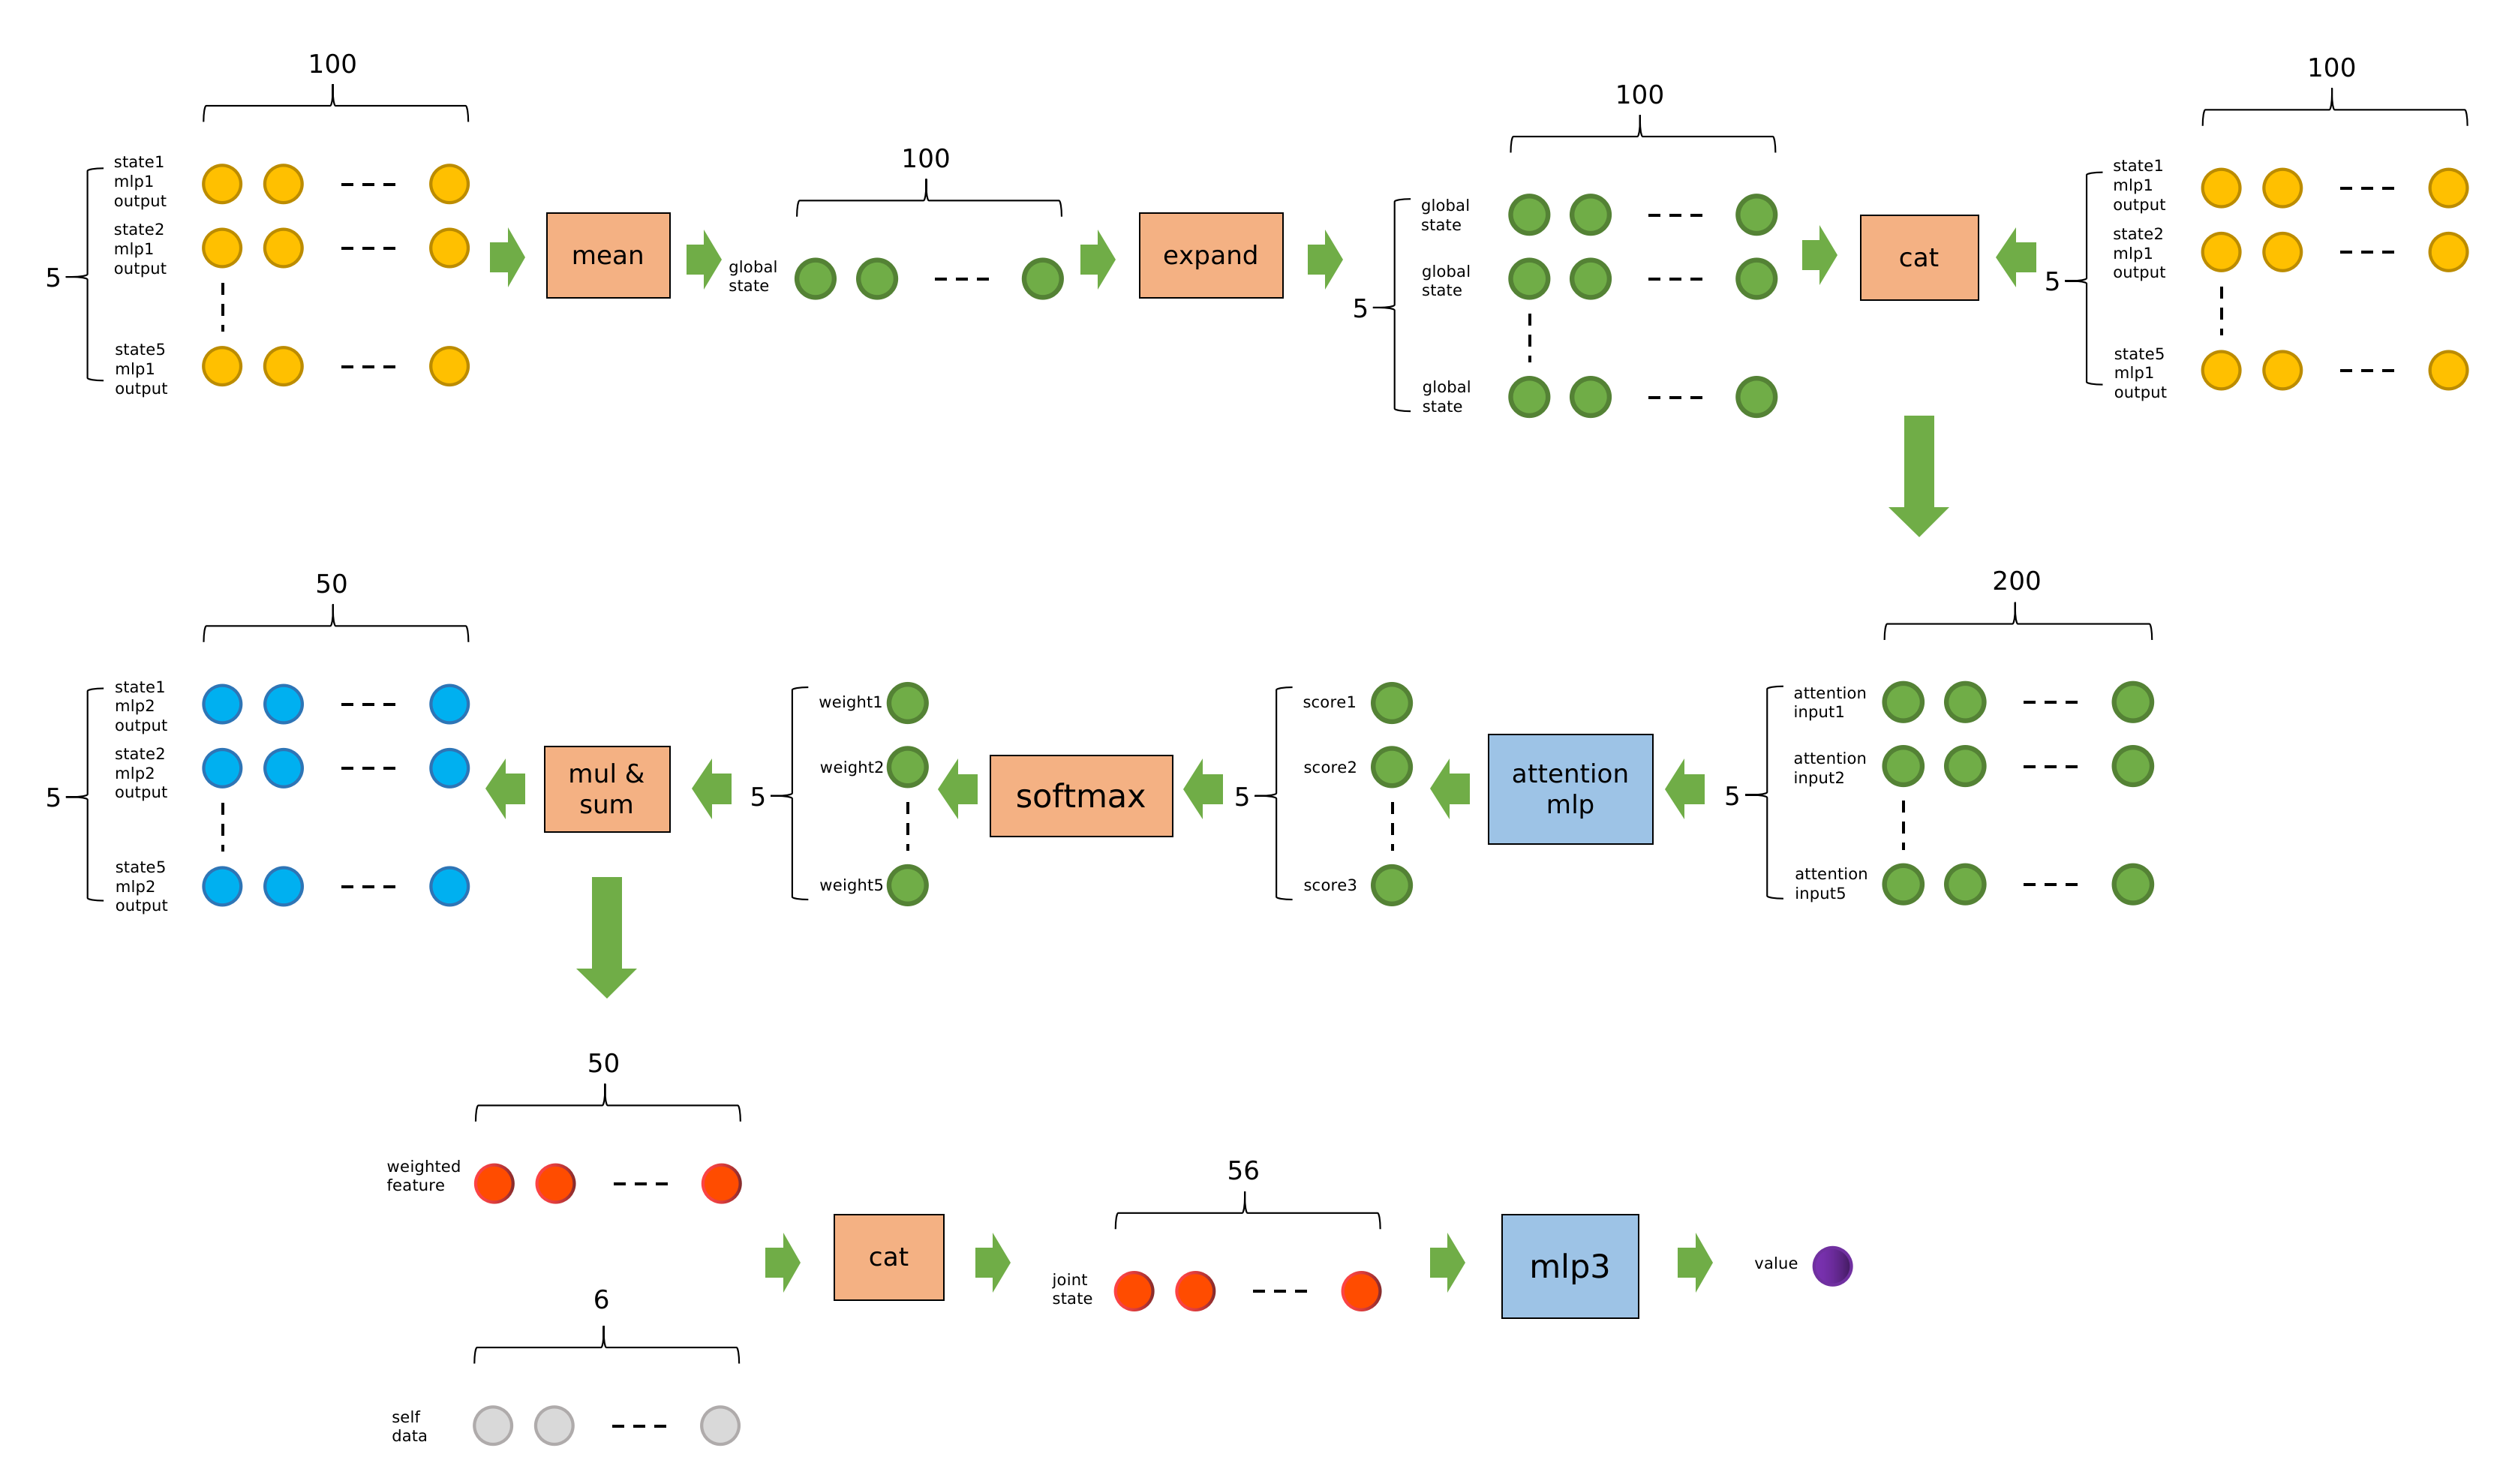 100
5
state1
mlp1
output
state2
mlp1
output
state5
mlp1
output
mean
100
global
state
expand
100
5
global
state
global
state
global
state
cat
100
5
state1
mlp1
output
state2
mlp1
output
state5
mlp1
output
50
5
state1
mlp2
output
state2
mlp2
output
state5
mlp2
output
mul &
sum
5
weight1
weight2
weight5
softmax
5
score1
score2
score3
attention
mlp
200
5
attention
input1
attention
input2
attention
input5
50
weighted
feature
6
self
data
cat
56
joint
state
mlp3
value